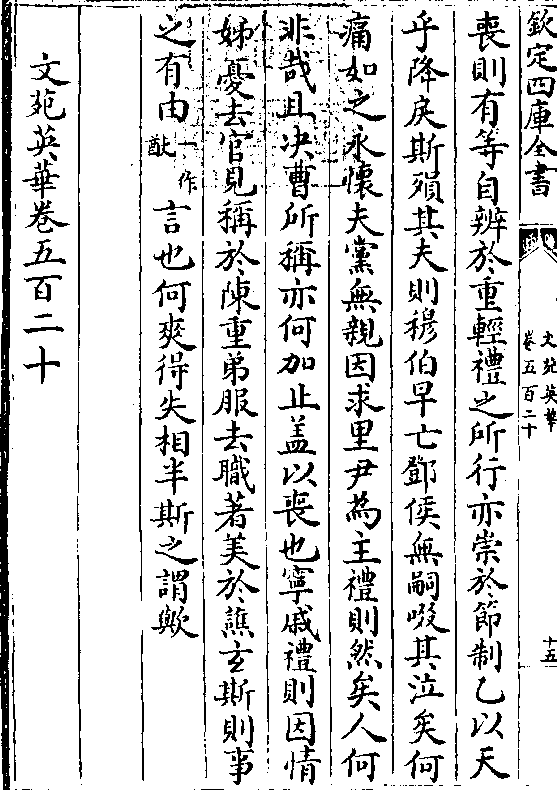 欽定四庫全書
文苑英華
卷五百二十
十五
喪則有等自辨於重輕禮之所行亦崇於節制乙以天
乎降戾斯殞其夫則穆伯早亡鄧侯無嗣啜其泣矣何
痛如之永懷夫黨無親因求里尹為主禮則然矣人何
非哉且決曹所稱亦何加止盖以喪也寧戚禮則因情
姊憂去官見稱於陳重弟服去職著美於譙玄斯則事
之有由一作猷言也何爽得失相半斯之謂歟
文苑英華卷五百二十